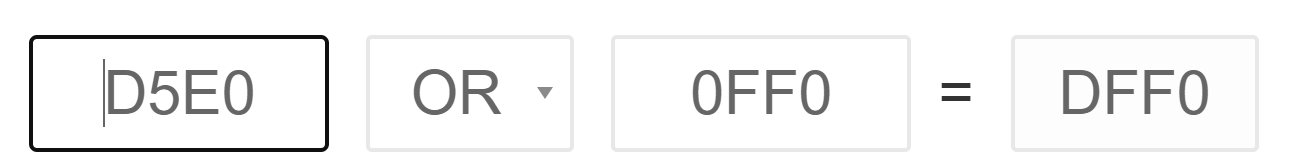 D5E0 OR 0FF0 = DFF0